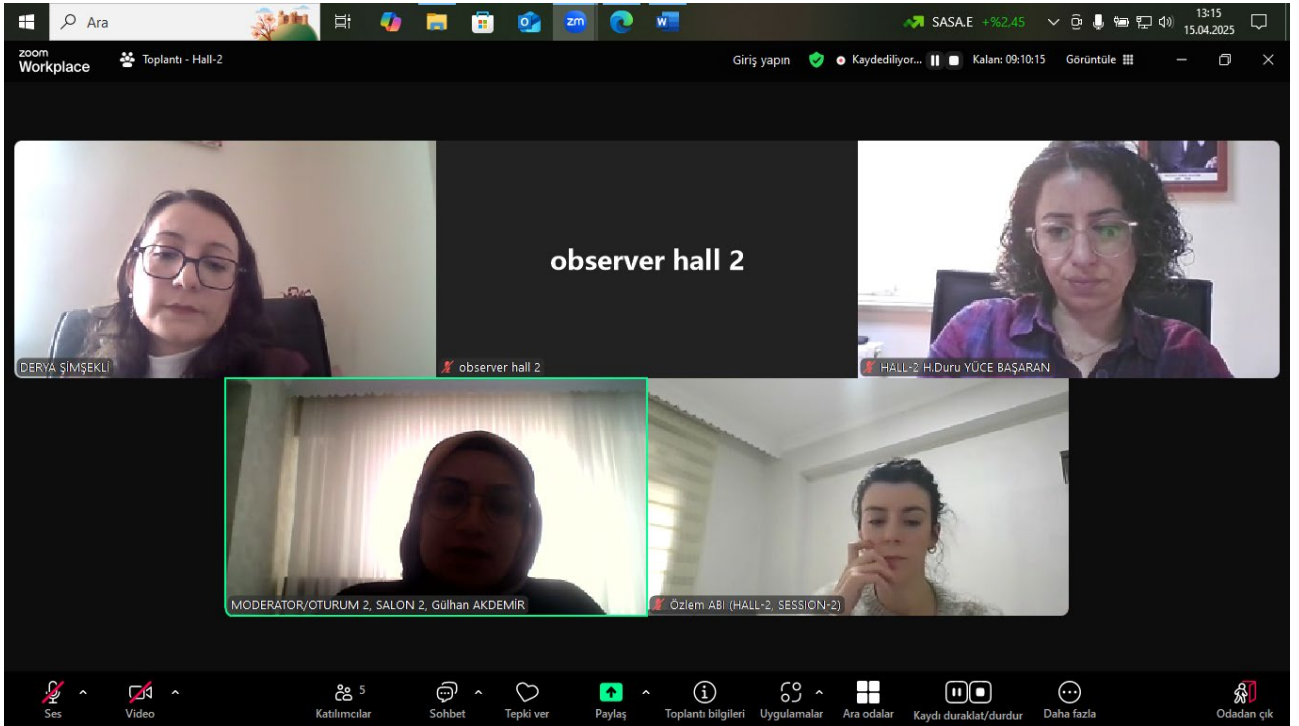 Ara
SASA.E +%2,45
13:15
15.04.2025
zoom
Workplace
Toplantı - Hall-2
Giriş yapın
Kaydediliyor...
Kalan: 09:10:15
Görüntüle
observer hall 2
DERYA ŞİMŞEKLİ
observer hall 2
HALL-2 H.Duru YÜCE BAŞARAN
MODERATOR/OTURUM 2, SALON 2, Gülhan AKDEMİR
Özlem ABI (HALL-2, SESSION-2)
Ses
Video
5
Katılımcılar
Sohbet
Tepki ver
Paylaş
Toplantı bilgileri
Uygulamalar
Ara odalar
Kaydı duraklat/durdur
Daha fazla
Odadan çık
zm